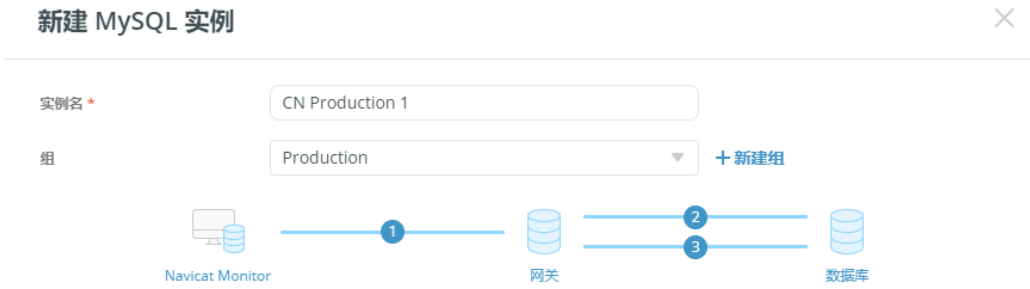 新建 MySQL 实例
实例名 * CN Production 1
组 Production 新建组
1 2
3
Navicat Monitor 网关 数据库